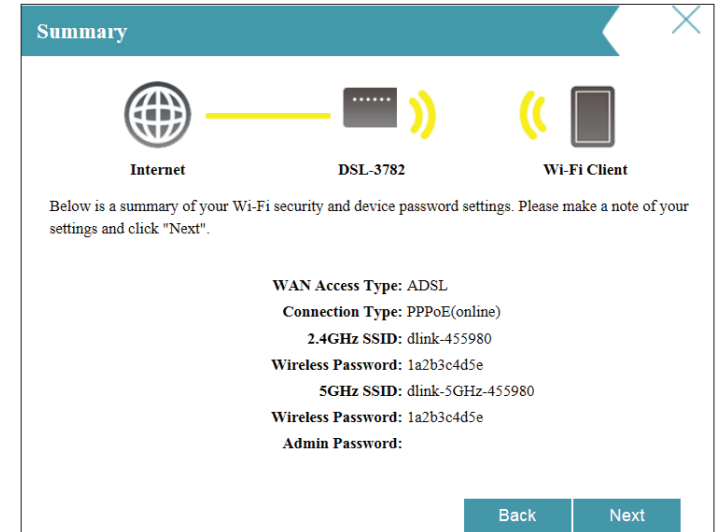 Summary
Internet
DSL-3782
Wi-Fi Client
Below is a summary of your Wi-Fi security and device password settings. Please make a note of your
settings and click "Next".
WAN Access Type: ADSL
Connection Type: PPPoE(online)
2.4GHz SSID: dlink-455980
Wireless Password: 1a2b3c4d5e
5GHz SSID: dlink-5GHz-455980
Wireless Password: 1a2b3c4d5e
Admin Password:
Back
Next